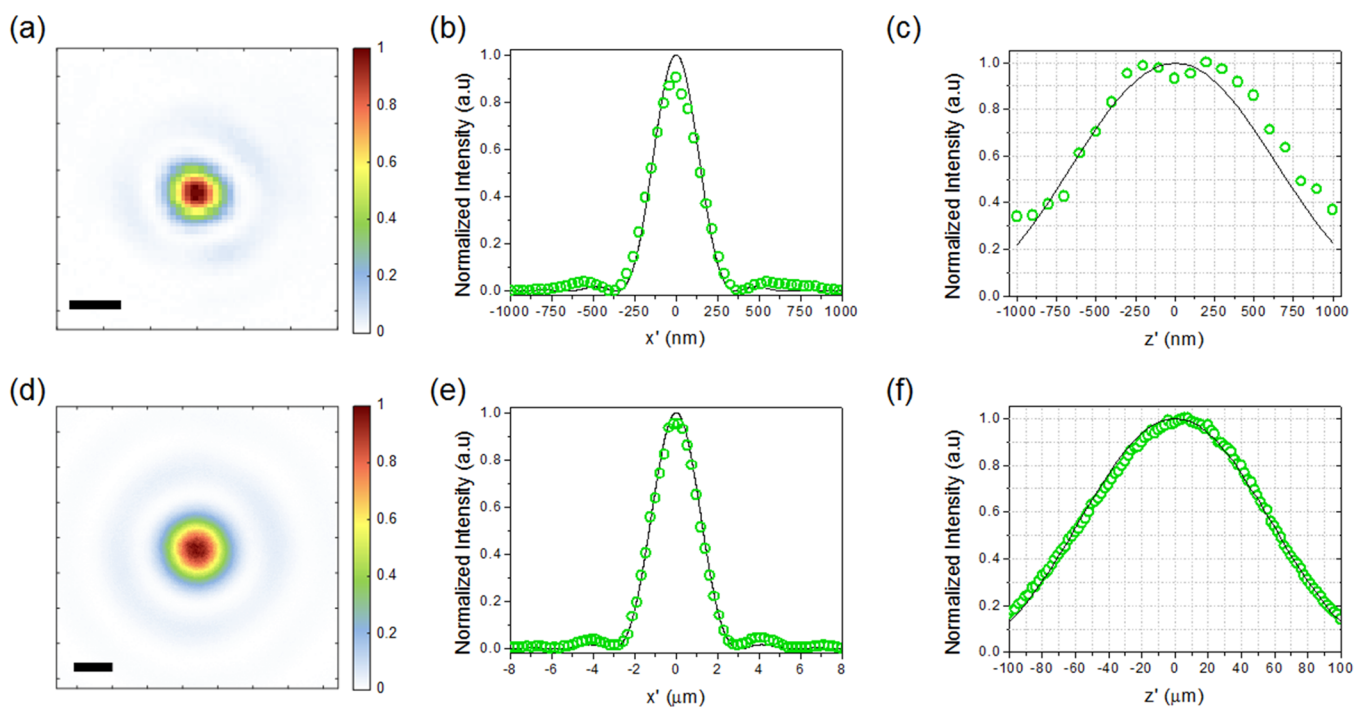 (a)
1
0.8
0.6
0.4
0.2
0
(b)
Normalized Intensity (a.u)
1.0
0.8
0.6
0.4
0.2
0.0
-1000 -750 -500 -250 0 250 500 750 1000
x' (nm)
(c)
Normalized Intensity (a.u)
1.0
0.8
0.6
0.4
0.2
0.0
-1000 -750 -500 -250 0 250 500 750 1000
z' (nm)
(d)
1
0.8
0.6
0.4
0.2
0
(e)
Normalized Intensity (a.u)
1.0
0.8
0.6
0.4
0.2
0.0
-8 -6 -4 -2 0 2 4 6 8
x' (μm)
(f)
Normalized Intensity (a.u)
1.0
0.8
0.6
0.4
0.2
0.0
-100 -80 -60 -40 -20 0 20 40 60 80 100
z' (μm)